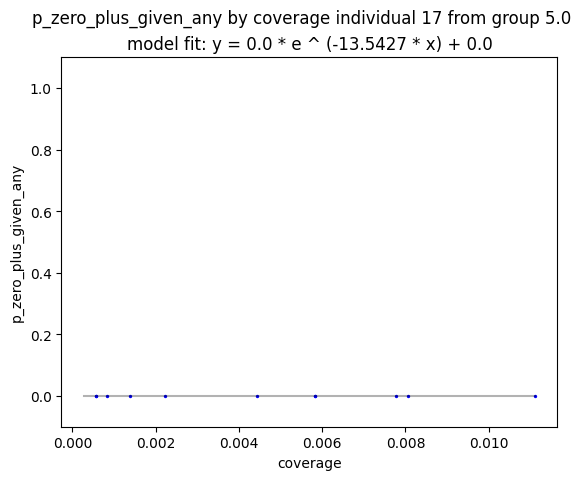 p_zero_plus_given_any by coverage individual 17 from group 5.0
model fit: y = 0.0 * e ^ (-13.5427 * x) + 0.0
1.0
0.8
0.6
0.4
0.2
0.0
p_zero_plus_given_any
0.000 0.002 0.004 0.006 0.008 0.010
coverage